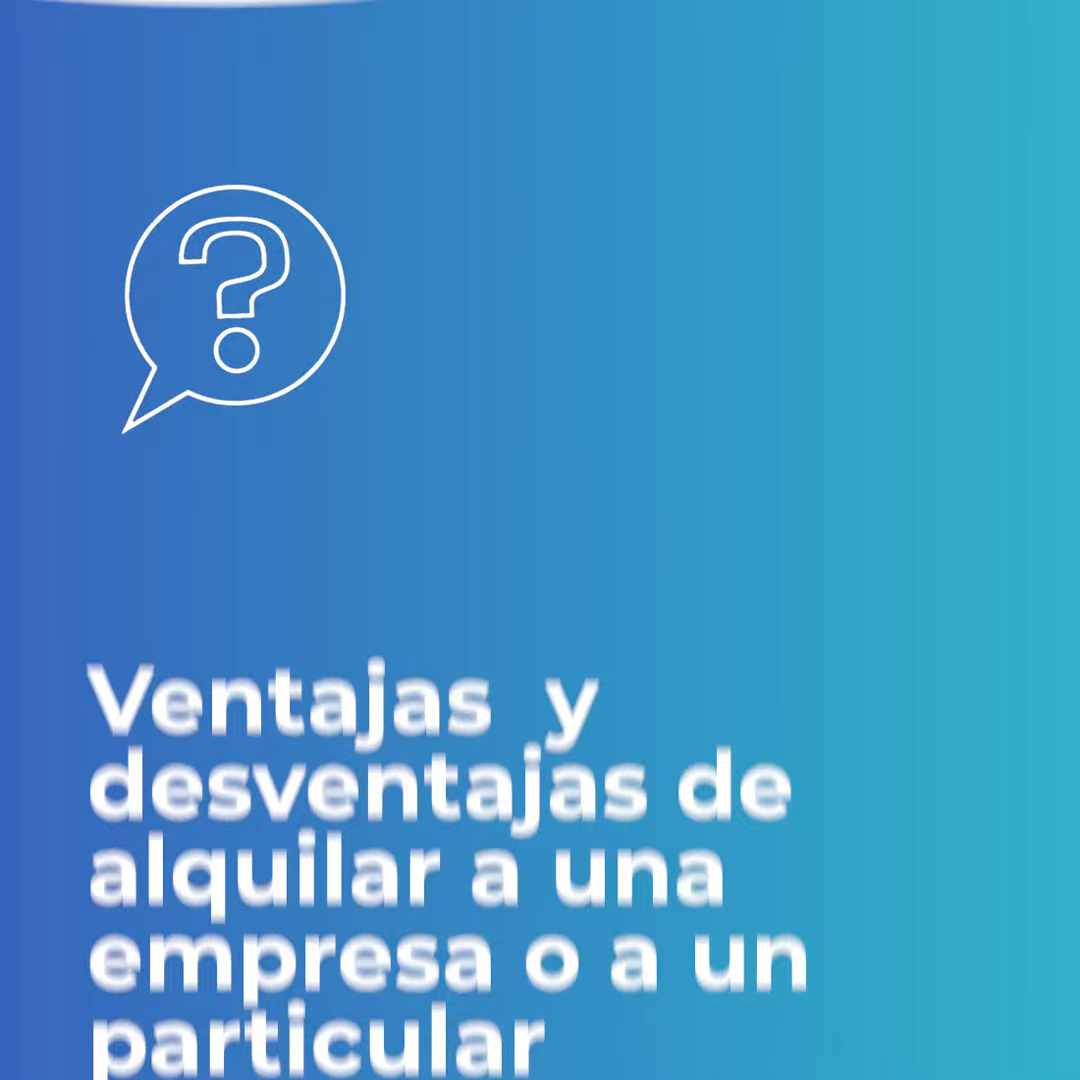 ?
Ventajas y
desventajas de
alquilar a una
empresa o a un
particular